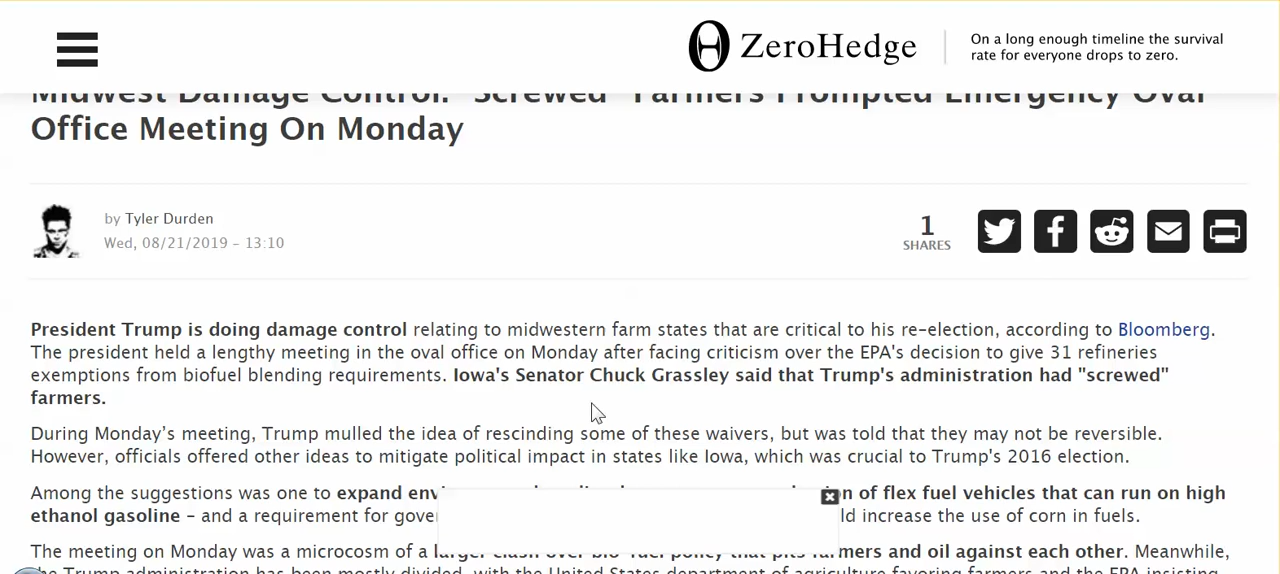 ZeroHedge
On a long enough timeline the survival
rate for everyone drops to zero.
Midwest Damage Control: "Screwed" Farmers Prompted Emergency Oval
Office Meeting On Monday
by Tyler Durden
Wed, 08/21/2019 - 13:10
1
SHARES
President Trump is doing damage control relating to midwestern farm states that are critical to his re-election, according to Bloomberg.
The president held a lengthy meeting in the oval office on Monday after facing criticism over the EPA's decision to give 31 refineries
exemptions from biofuel blending requirements. Iowa's Senator Chuck Grassley said that Trump's administration had "screwed"
farmers.
During Monday's meeting, Trump mulled the idea of rescinding some of these waivers, but was told that they may not be reversible.
However, officials offered other ideas to mitigate political impact in states like Iowa, which was crucial to Trump's 2016 election.
Among the suggestions was one to expand of flex fuel vehicles that can run on high
ethanol gasoline – and a requirement for increase the use of corn in fuels.
The meeting on Monday was a microcosm of a larger clash over bio-fuel policy that pits farmers and oil against each other. Meanwhile,
the Trump administration has been mostly divided, with the United States department of agriculture favoring farmers and the EPA insisting